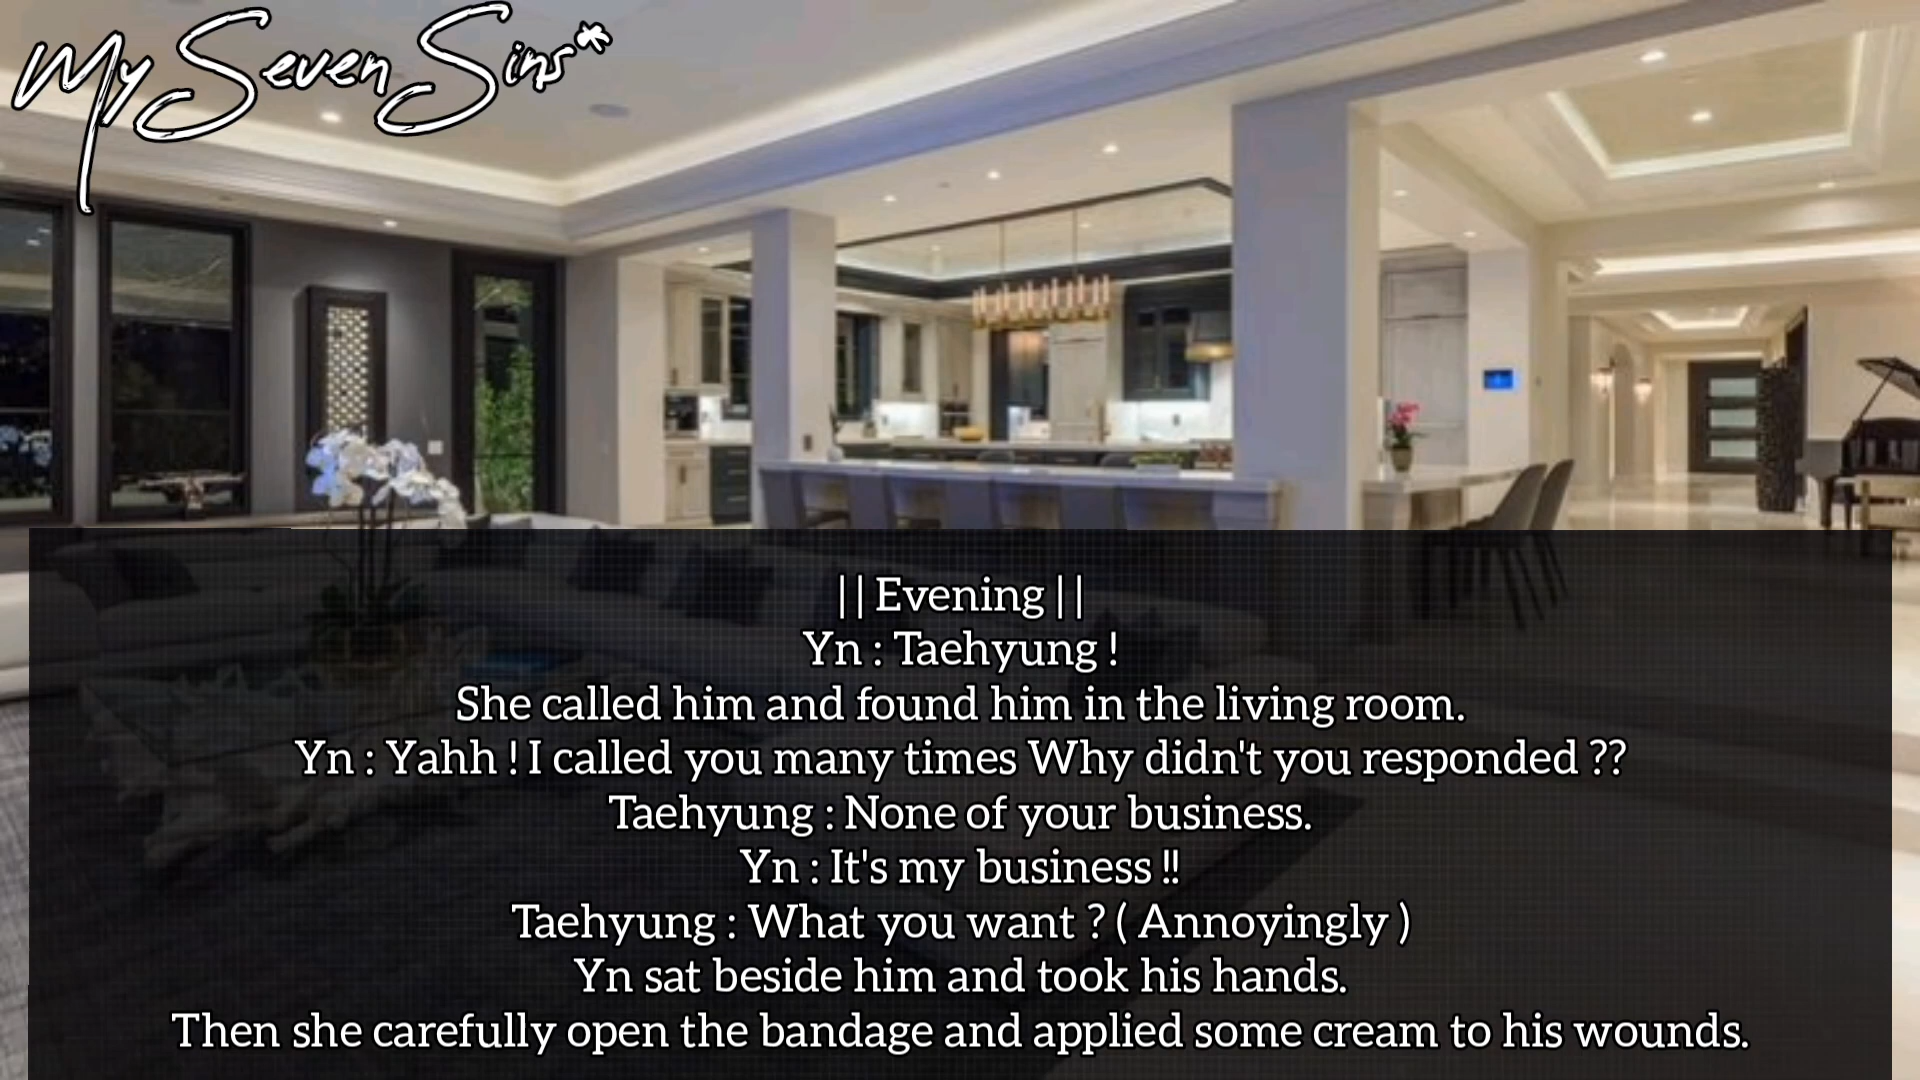 My Seven Sins*
|| Evening ||
Yn : Taehyung !
She called him and found him in the living room.
Yn : Yahh ! I called you many times Why didn't you responded ??
Taehyung : None of your business.
Yn : It's my business !!
Taehyung : What you want ? ( Annoyingly )
Yn sat beside him and took his hands.
Then she carefully open the bandage and applied some cream to his wounds.